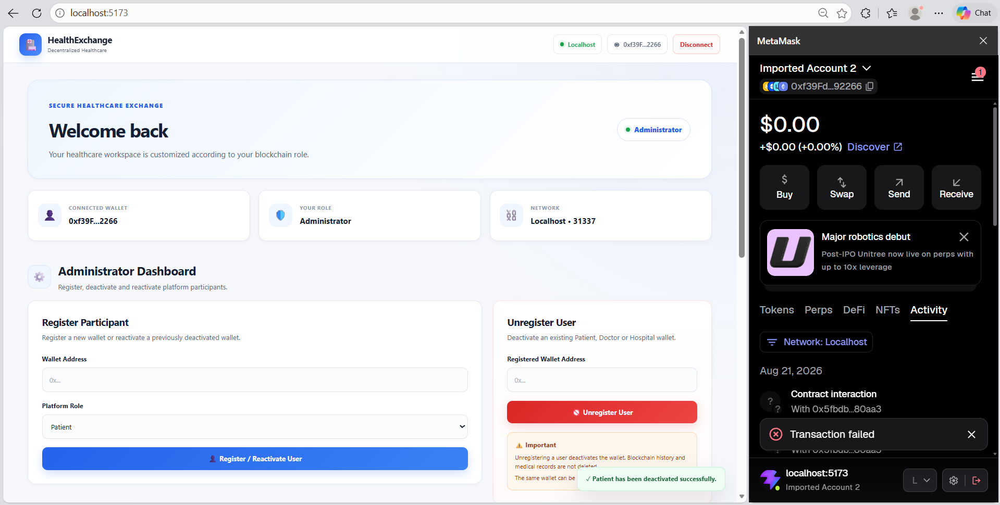 localhost:5173
Chat
HealthExchange
Decentralized Healthcare
Localhost
0xf39F...2266
Disconnect
SECURE HEALTHCARE EXCHANGE
Welcome back
Your healthcare workspace is customized according to your blockchain role.
Administrator
CONNECTED WALLET
0xf39F...2266
YOUR ROLE
Administrator
NETWORK
Localhost • 31337
Administrator Dashboard
Register, deactivate and reactivate platform participants.
Register Participant
Register a new wallet or reactivate a previously deactivated wallet.
Wallet Address
0x...
Platform Role
Patient
Register / Reactivate User
Unregister User
Deactivate an existing Patient, Doctor or Hospital wallet.
Registered Wallet Address
0x...
Unregister User
Important
Unregistering a user deactivates the wallet. Blockchain history and
medical records are not deleted.
The same wallet can be
✓ Patient has been deactivated successfully.
MetaMask
Imported Account 2
1
0xf39Fd...92266
$0.00
+$0.00 (+0.00%) Discover
$
Buy
Swap
Send
Receive
U
Major robotics debut
Post-IPO Unitree now live on perps with
up to 10x leverage
Tokens
Perps
DeFi
NFTs
Activity
Network: Localhost
Aug 21, 2026
?
?
Contract interaction
With 0x5fbdb...80aa3
Transaction failed
With 0x5fbdb...80aa3
localhost:5173
Imported Account 2
L